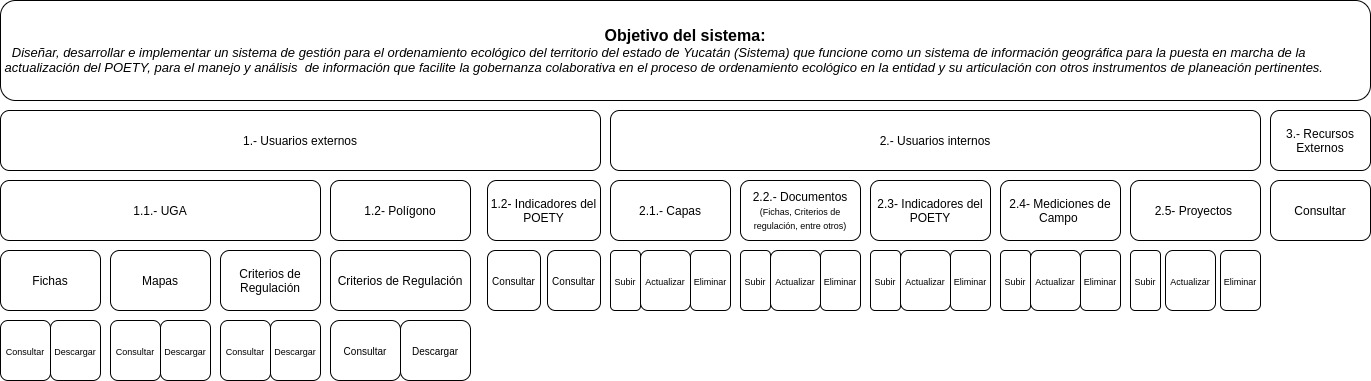 Objetivo del sistema:
Diseñar, desarrollar e implementar un sistema de gestión para el ordenamiento ecológico del territorio del estado de Yucatán (Sistema) que funcione como un sistema de información geográfica para la puesta en marcha de la
actualización del POETY, para el manejo y análisis  de información que facilite la gobernanza colaborativa en el proceso de ordenamiento ecológico en la entidad y su articulación con otros instrumentos de planeación pertinentes.
1.- Usuarios externos
2.- Usuarios internos
3.- Recursos
Externos
1.1.- UGA
1.2- Polígono
1.2- Indicadores del
POETY
2.1.- Capas
2.2.- Documentos
(Fichas, Criterios de
regulación, entre otros)
2.3- Indicadores del
POETY
2.4- Mediciones de
Campo
2.5- Proyectos
Consultar
Fichas
Mapas
Criterios de
Regulación
Criterios de Regulación
Consultar
Consultar
Subir
Actualizar
Eliminar
Subir
Actualizar
Eliminar
Subir
Actualizar
Eliminar
Subir
Actualizar
Eliminar
Subir
Actualizar
Eliminar
Consultar
Descargar
Consultar
Descargar
Consultar
Descargar
Consultar
Descargar